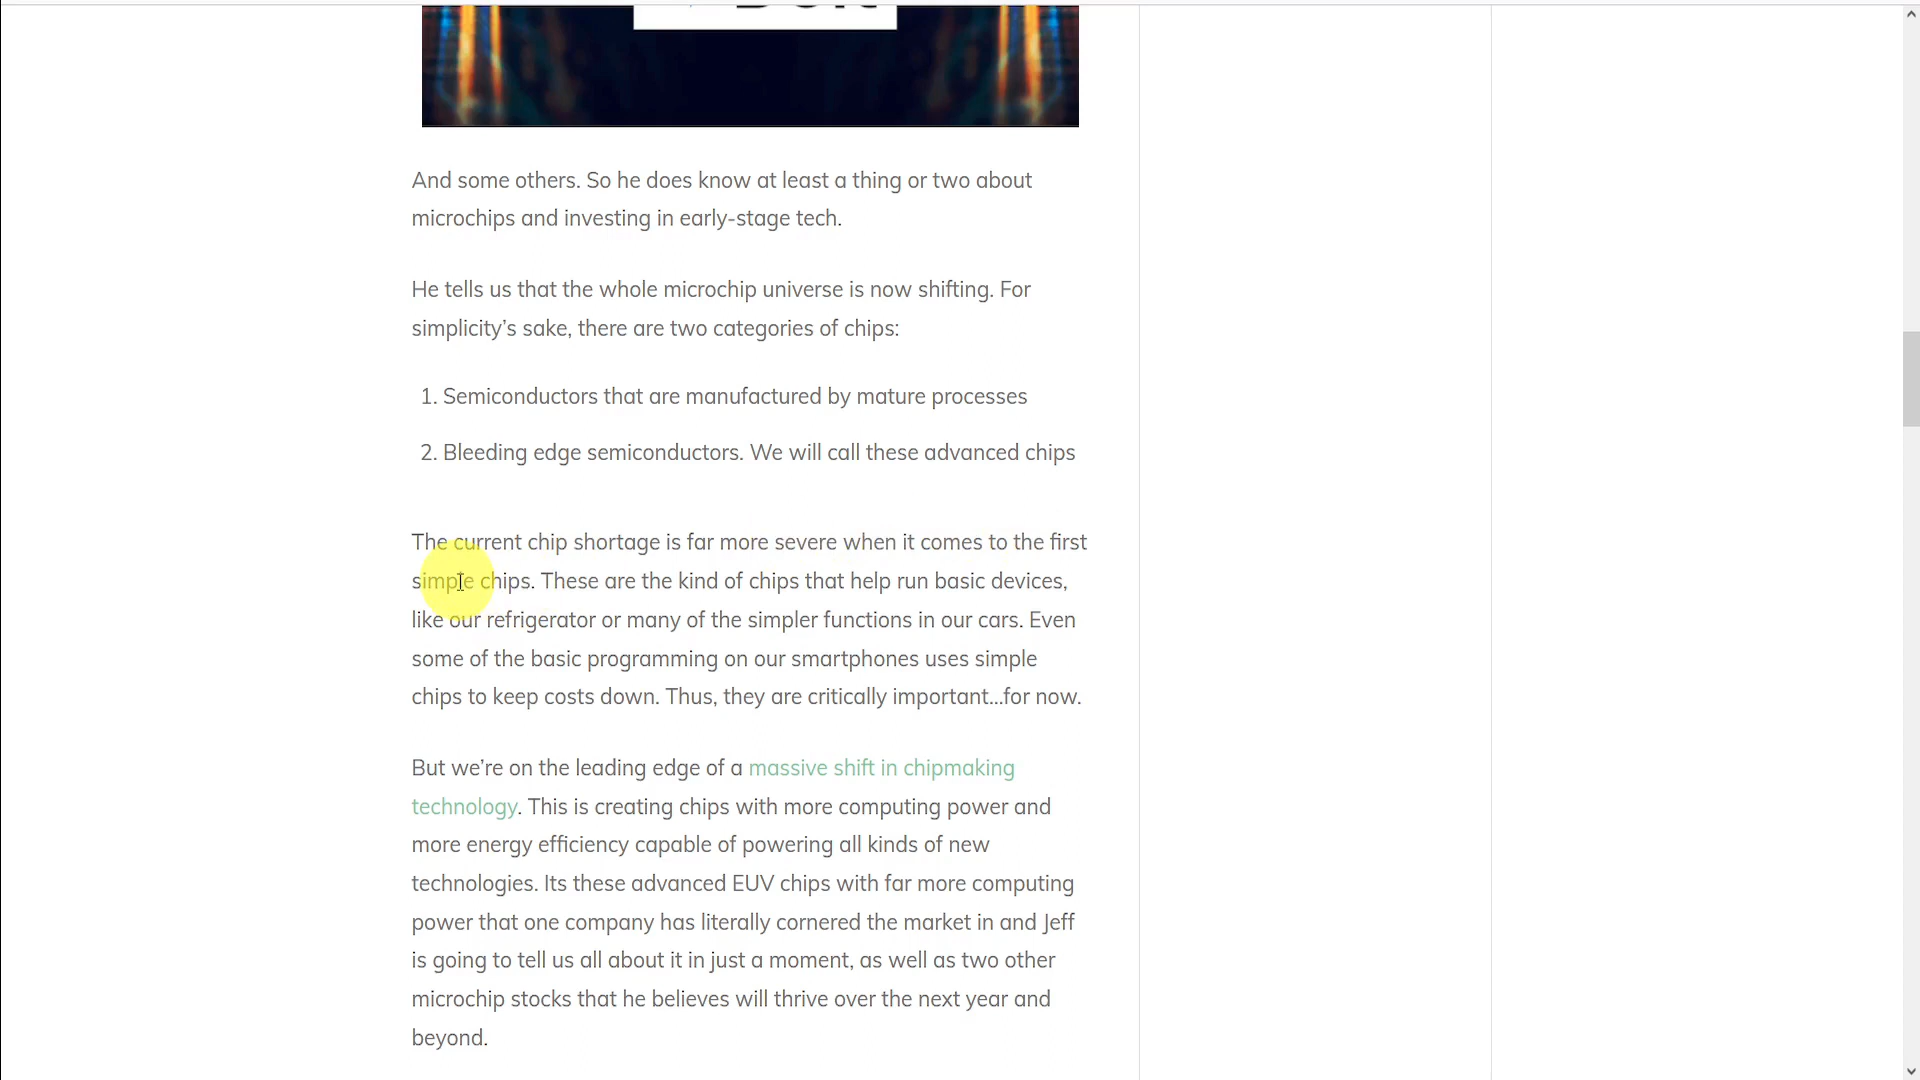 And some others. So he does know at least a thing or two about
microchips and investing in early-stage tech.
He tells us that the whole microchip universe is now shifting. For
simplicity’s sake, there are two categories of chips:
1. Semiconductors that are manufactured by mature processes
2. Bleeding edge semiconductors. We will call these advanced chips
The current chip shortage is far more severe when it comes to the first
simple chips. These are the kind of chips that help run basic devices,
like our refrigerator or many of the simpler functions in our cars. Even
some of the basic programming on our smartphones uses simple
chips to keep costs down. Thus, they are critically important…for now.
But we’re on the leading edge of a massive shift in chipmaking
technology. This is creating chips with more computing power and
more energy efficiency capable of powering all kinds of new
technologies. Its these advanced EUV chips with far more computing
power that one company has literally cornered the market in and Jeff
is going to tell us all about it in just a moment, as well as two other
microchip stocks that he believes will thrive over the next year and
beyond.